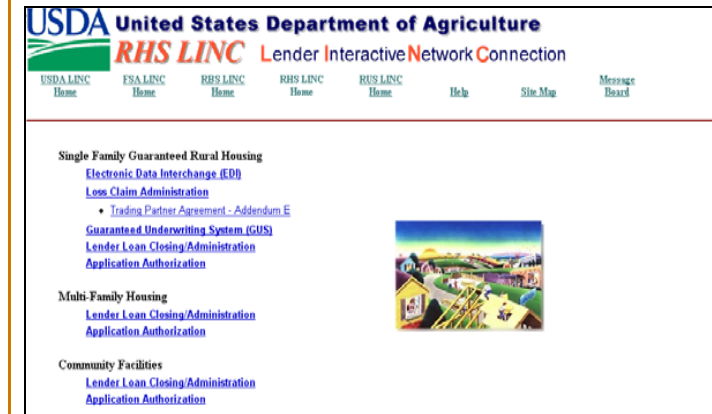 USDA United States Department of Agriculture
RHS LINC Lender Interactive Network Connection
USDA LINC Home FSA LINC Home RBS LINC Home RHS LINC Home RUS LINC Home Help Site Map Message Board
Single Family Guaranteed Rural Housing
Electronic Data Interchange (EDI)
Loss Claim Administration
• Trading Partner Agreement - Addendum E
Guaranteed Underwriting System (GUS)
Lender Loan Closing/Administration
Application Authorization
Multi-Family Housing
Lender Loan Closing/Administration
Application Authorization
Community Facilities
Lender Loan Closing/Administration
Application Authorization